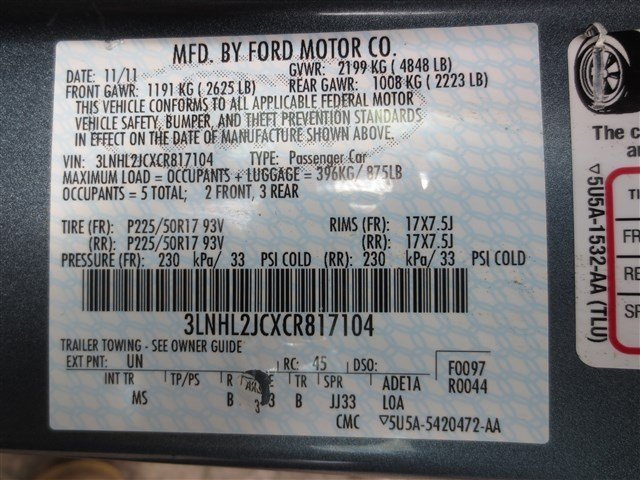 MFD. BY FORD MOTOR CO.
DATE: 11/11 GVWR: 2199 KG ( 4848 LB)
FRONT GAWR: 1191 KG ( 2625 LB) REAR GAWR: 1008 KG ( 2223 LB)
THIS VEHICLE CONFORMS TO ALL APPLICABLE FEDERAL MOTOR
VEHICLE SAFETY, BUMPER, AND THEFT PREVENTION STANDARDS
IN EFFECT ON THE DATE OF MANUFACTURE SHOWN ABOVE.
VIN: 3LNHL2JCXCR817104 TYPE: Passenger Car
MAXIMUM LOAD = OCCUPANTS + LUGGAGE = 396KG/ 875LB
OCCUPANTS = 5 TOTAL; 2 FRONT, 3 REAR
TIRE (FR): P225/50R17 93V RIMS (FR): 17X7.5J
(RR): P225/50R17 93V (RR): 17X7.5J
PRESSURE (FR): 230 kPa/ 33 PSI COLD (RR): 230 kPa/ 33 PSI COLD
3LNHL2JCXCR817104
TRAILER TOWING - SEE OWNER GUIDE
EXT PNT: UN RC: 45 DSO: F0097
R0044
INT TR TP/PS R TR SPR ADE1A
MS B 3 B JJ33 LOA
CMC ▽5U5A-5420472-AA
The c
a
▽5U5A-1532-AA (TLU)
TI
FR
RE
SP